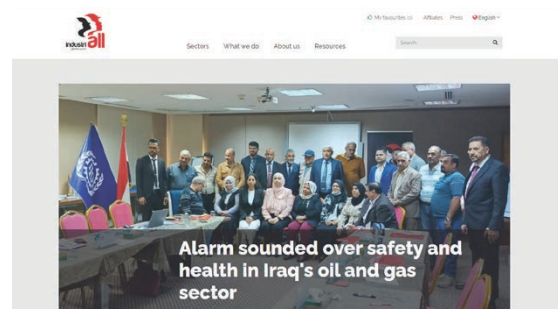 My favourites (0) Affiliates Press English
industri
all
Sectors What we do About us Resources
Search
Alarm sounded over safety and
health in Iraq's oil and gas
sector